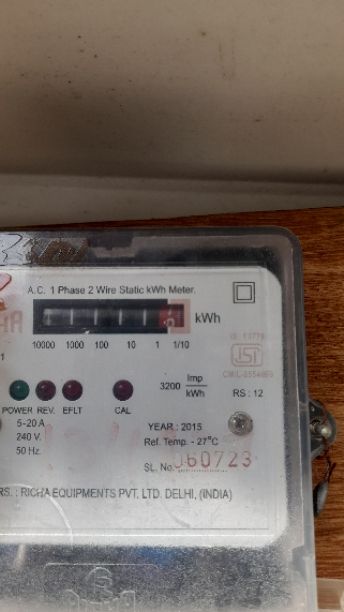 A.C. 1 Phase 2 Wire Static kWh Meter.
kWh
10000 1000 100 10 1 1/10
3200 Imp/kWh
RS : 12
POWER REV. EFLT CAL
5-20 A
240 V.
50 Hz.
YEAR : 2015
Ref. Temp. - 27°C
SL. No. 060723
RS. : RICHA EQUIPMENTS PVT. LTD. DELHI, (INDIA)